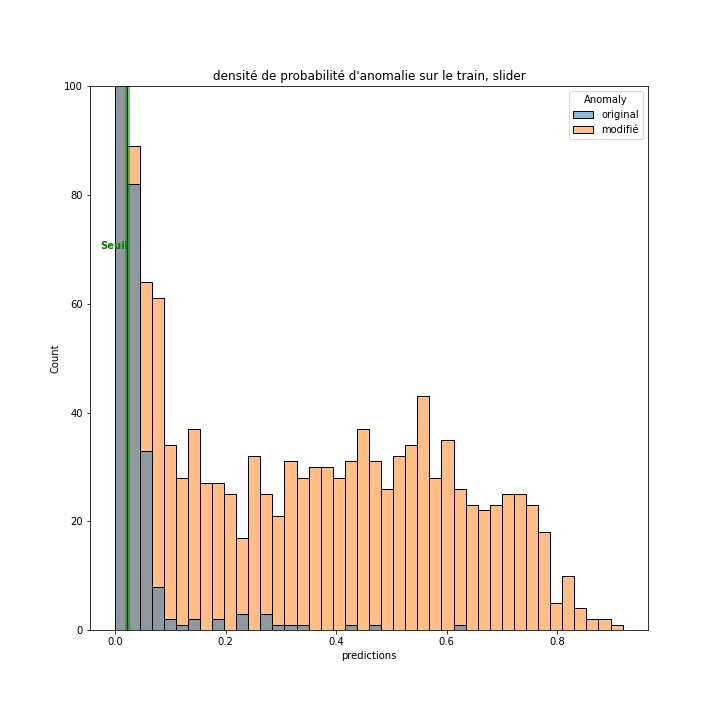 densité de probabilité d'anomalie sur le train, slider
Anomaly
original
modifié
100
80
60
40
20
0
Count
Seuil
0.0 0.2 0.4 0.6 0.8
predictions